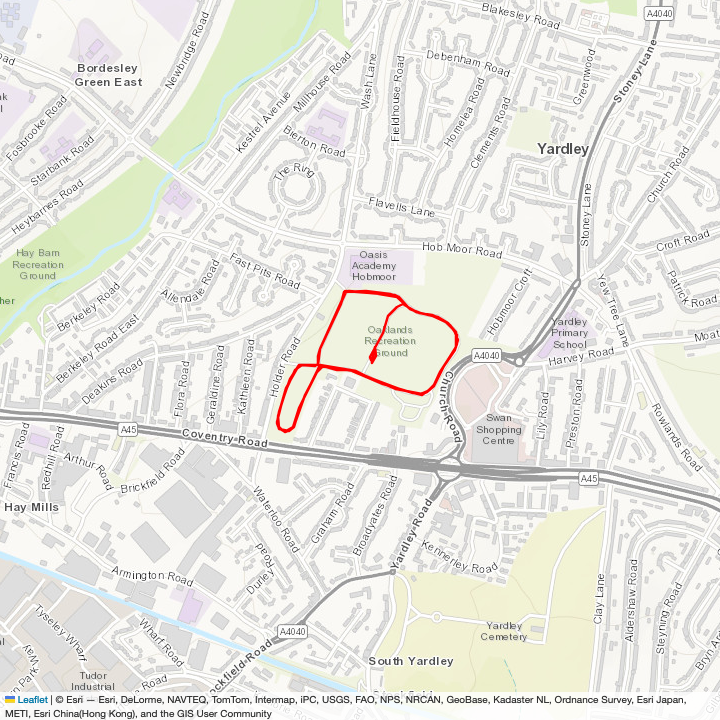 A4040
Blakesley Road
Newbridge Road
Bordesley
Green East
Wash Lane
Millhouse Road
Fieldhouse Road
Debenham Road
Greenwood
Stoney Lane
Kestrel Avenue
Homelea Road
Clements Road
Fosbrooke Road
Bierton Road
Yardley
Starbank Road
The Ring
Church Road
Heybarnes Road
Flavells Lane
Stoney Lane
Hob Moor Road
Croft Road
Hay Barn
Recreation
Ground
Fast Pits Road
Oasis
Academy
Hobmoor
Patrick Road
Allendale Road
Hobmoor Croft
Yew Tree Lane
Berkeley Road
Berkeley Road East
Oaklands
Recreation
Ground
Yardley
Primary
School
Moat
Holder Road
A4040
Harvey Road
Deakins Road
Kathleen Road
Geraldine Road
Flora Road
Church Road
Lily Road
Preston Road
Rowlands Road
Swan
Shopping
Centre
A45
Coventry Road
Francis Road
Redhill Road
Arthur Road
Brickfield Road
A45
Hay Mills
Waterloo Road
Graham Road
Broadyates Road
Yardley Road
Kennerley Road
Durley Road
Armington Road
Clay Lane
Aldershaw Road
Steyning Road
Tyseley Wharf
Wharf Road
A4040
Yardley
Cemetery
Tudor
Industrial
South Yardley
Leaflet | © Esri — Esri, DeLorme, NAVTEQ, TomTom, Intermap, iPC, USGS, FAO, NPS, NRCAN, GeoBase, Kadaster NL, Ordnance Survey, Esri Japan,
METI, Esri China(Hong Kong), and the GIS User Community